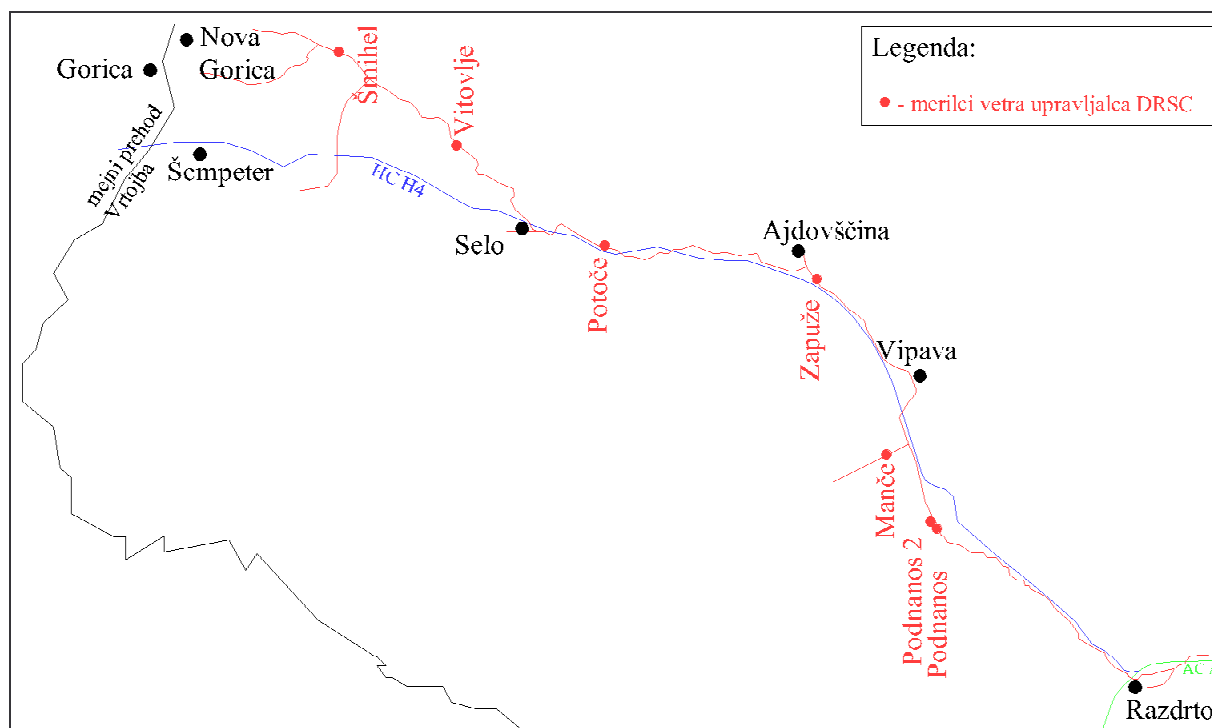 Nova
Gorica
Gorica
Šmihel
Legenda:
- merilci vetra upravljalca DRSC
Vitovlje
mejni prehod
Vrtojba
Šempeter
HC H4
Selo
Ajdovščina
Potoče
Zapuže
Vipava
Manče
Podnanos 2
Podnanos
AC A
Razdrto